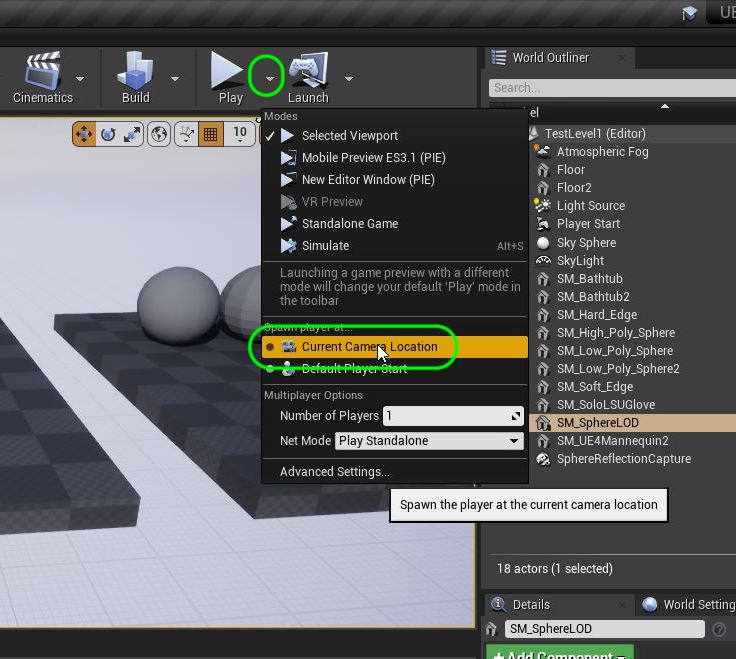 UE
Cinematics
Build
Play
Launch
World Outliner
Search...
Modes
Selected Viewport
Mobile Preview ES3.1 (PIE)
New Editor Window (PIE)
VR Preview
Standalone Game
Simulate Alt+S
Launching a game preview with a different
mode will change your default 'Play' mode in
the toolbar
Spawn player at...
Current Camera Location
Default Player Start
Multiplayer Options
Number of Players 1
Net Mode Play Standalone
Advanced Settings...
Spawn the player at the current camera location
10
TestLevel1 (Editor)
Atmospheric Fog
Floor
Floor2
Light Source
Player Start
Sky Sphere
SkyLight
SM_Bathtub
SM_Bathtub2
SM_Hard_Edge
SM_High_Poly_Sphere
SM_Low_Poly_Sphere
SM_Low_Poly_Sphere2
SM_Soft_Edge
SM_SoloLSUGlove
SM_SphereLOD
SM_UE4Mannequin2
SphereReflectionCapture
18 actors (1 selected)
Details
World Setting
SM_SphereLOD
Add Component